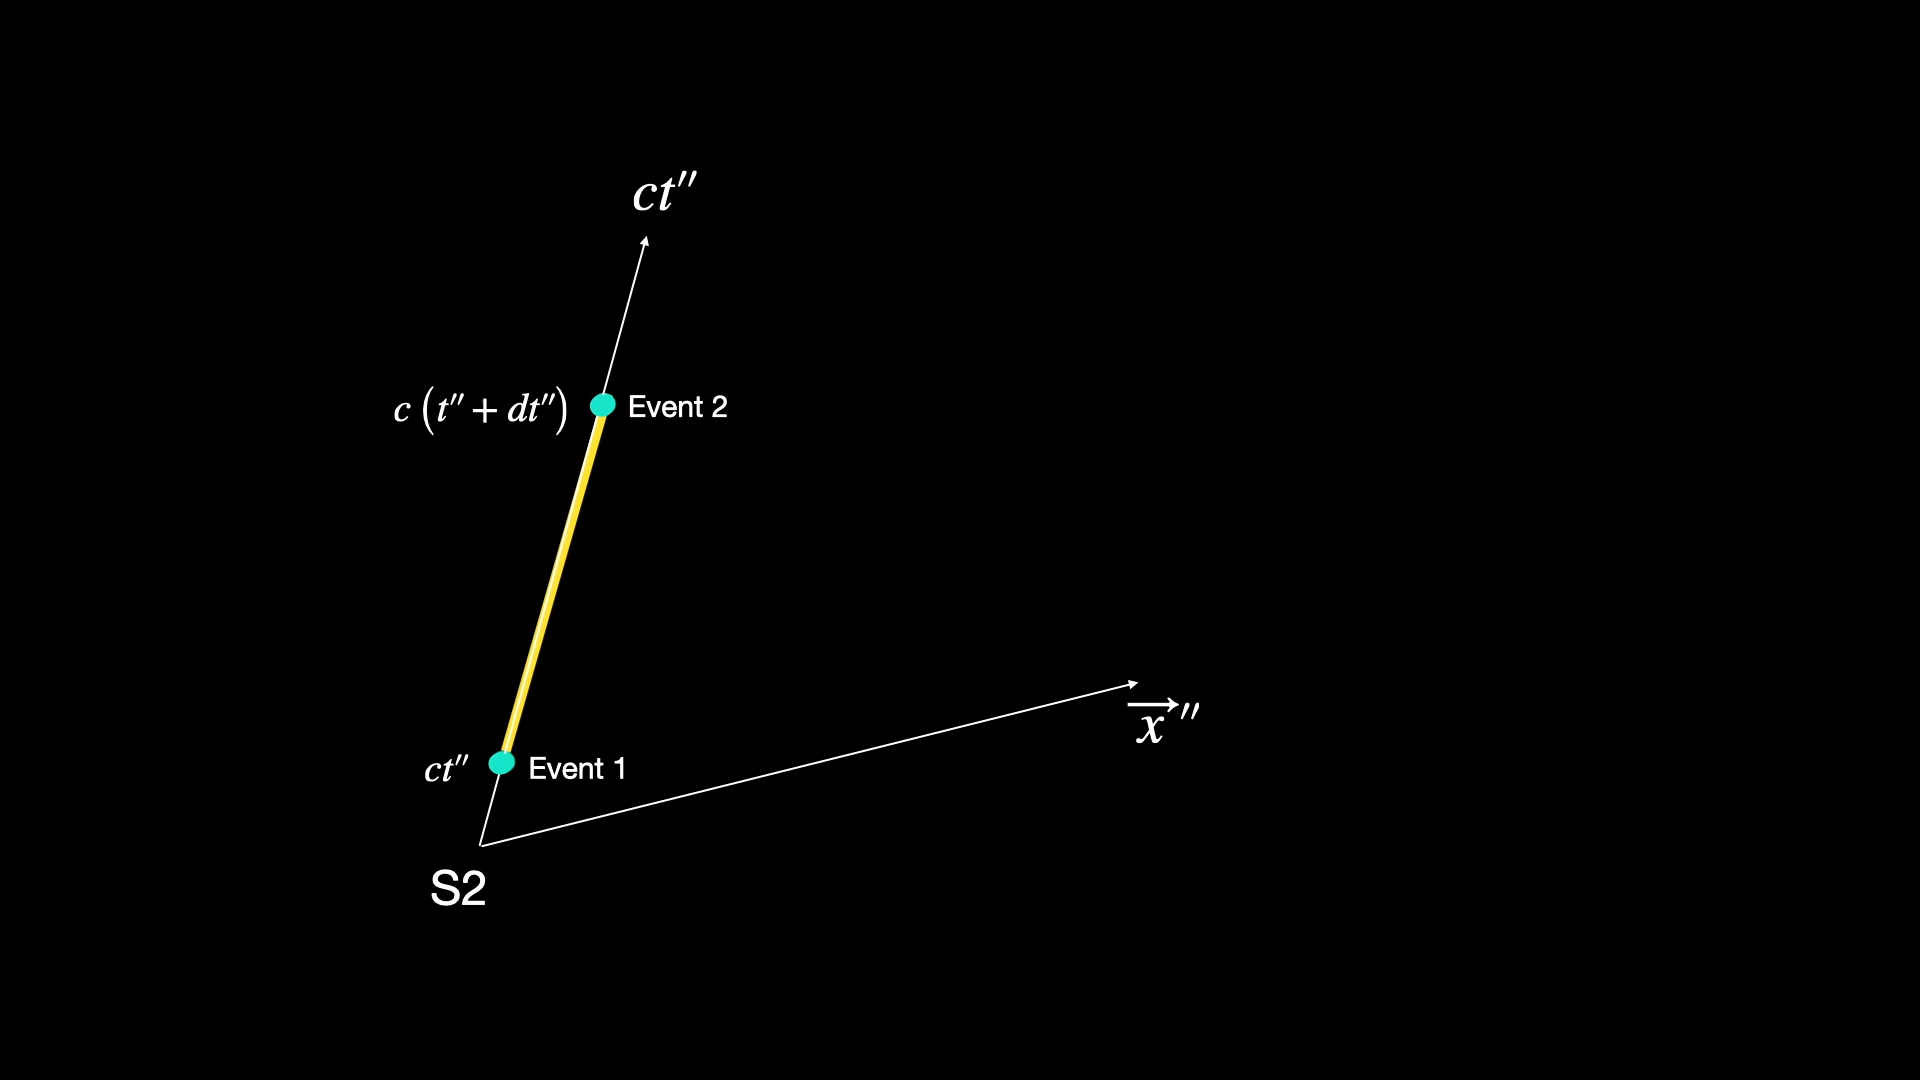 ct″
c (t″ + dt″)
Event 2
ct″
Event 1
x⃗ ″
S2